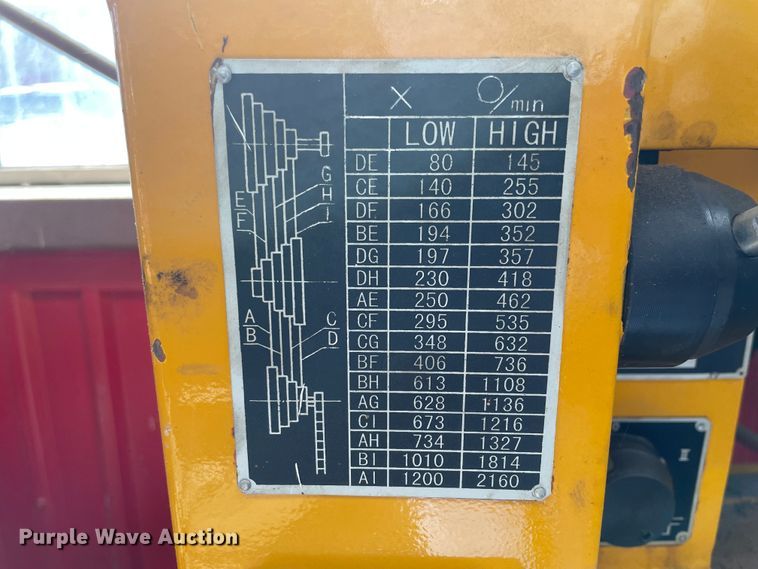 X O/min
LOW HIGH
DE 80 145
CE 140 255
DF 166 302
BE 194 352
DG 197 357
DH 230 418
AE 250 462
CF 295 535
CG 348 632
BF 406 736
BH 613 1108
AG 628 1136
CI 673 1216
AH 734 1327
BI 1010 1814
AI 1200 2160
G
E H
F I
A C
B D
Purple Wave Auction